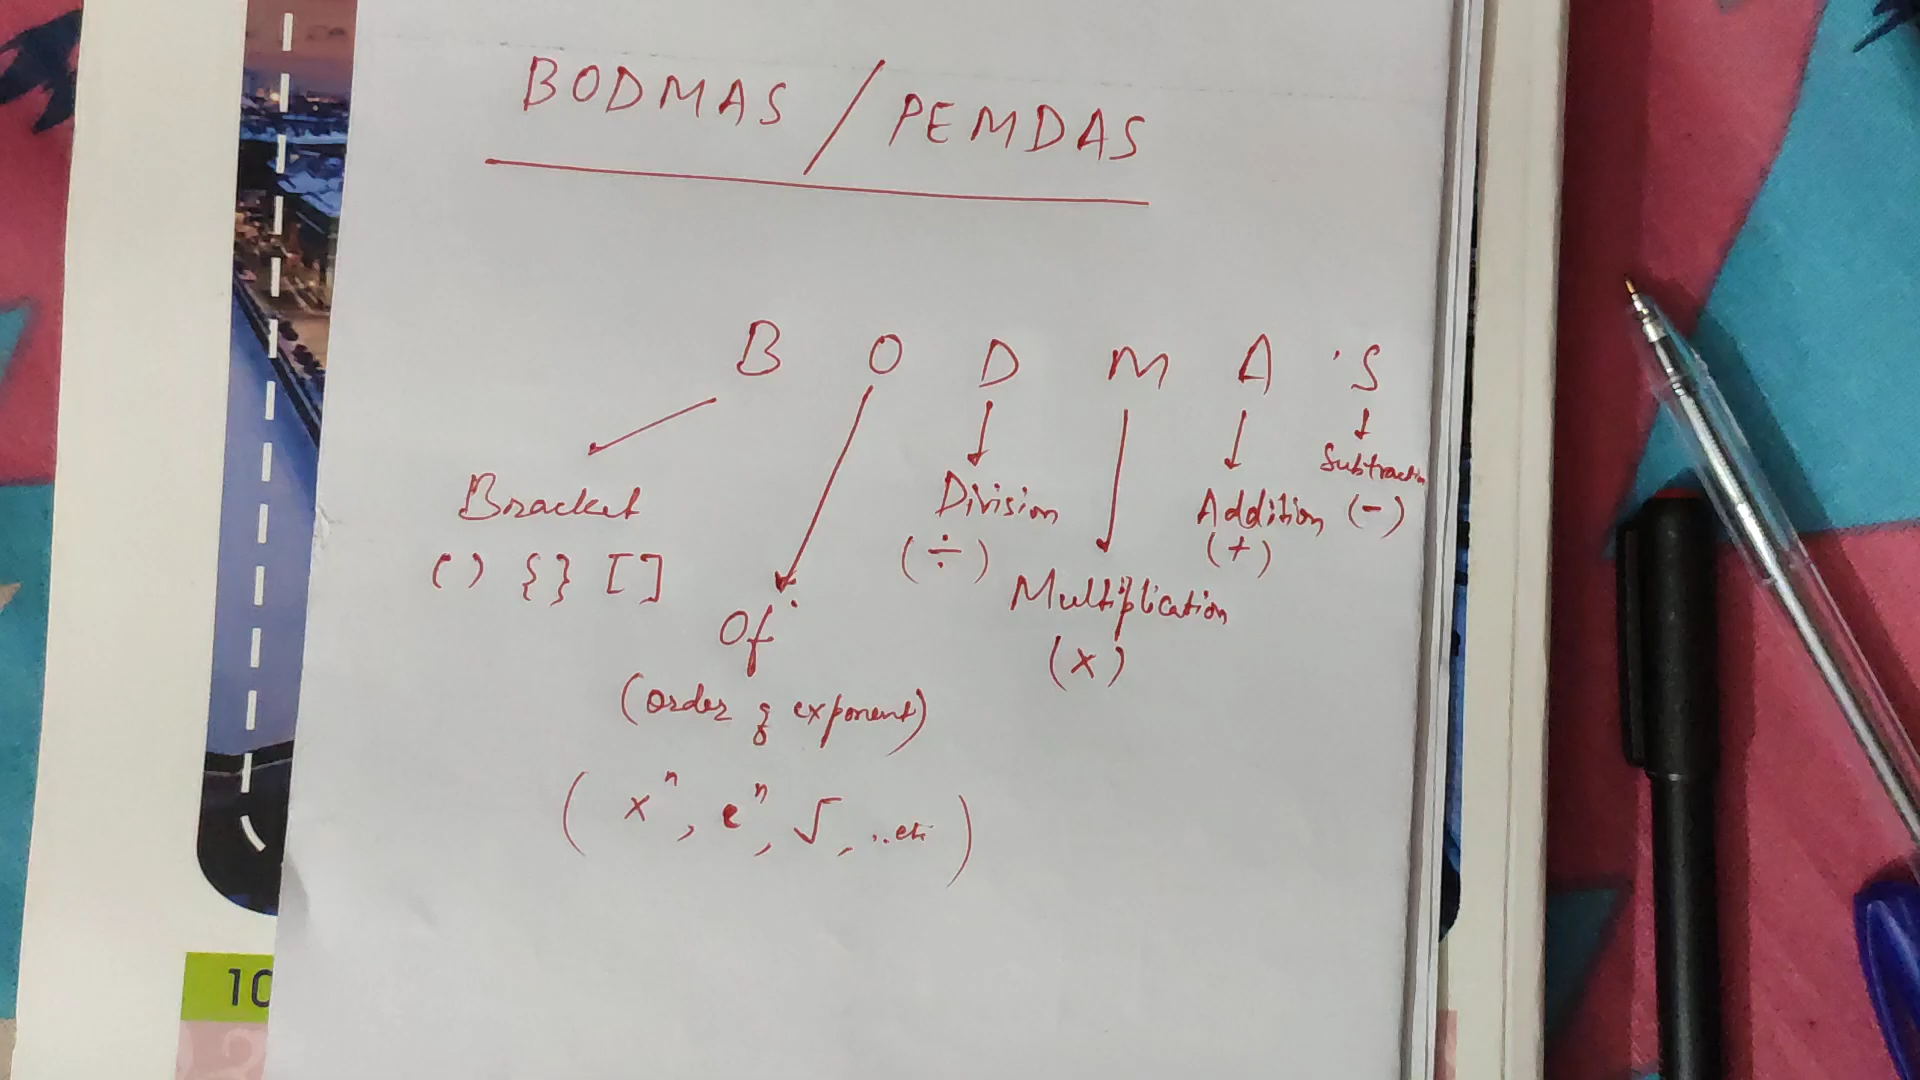 BODMAS / PEMDAS
B O D M A S
Bracket
() {} []
Of
(order of exponent)
(xⁿ, eⁿ, √, ..etc)
Division
(÷)
Multiplication
(×)
Addition
(+)
Subtraction
(-)
10